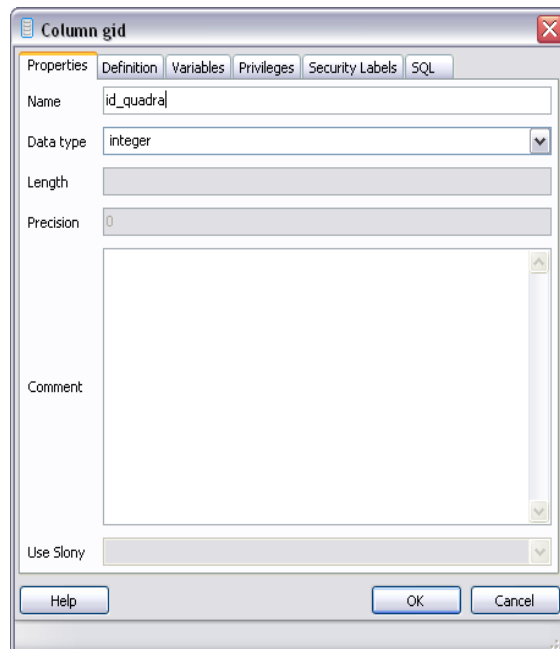 Column gid
Properties Definition Variables Privileges Security Labels SQL
Name id_quadra
Data type integer
Length
Precision 0
Comment
Use Slony
Help OK Cancel